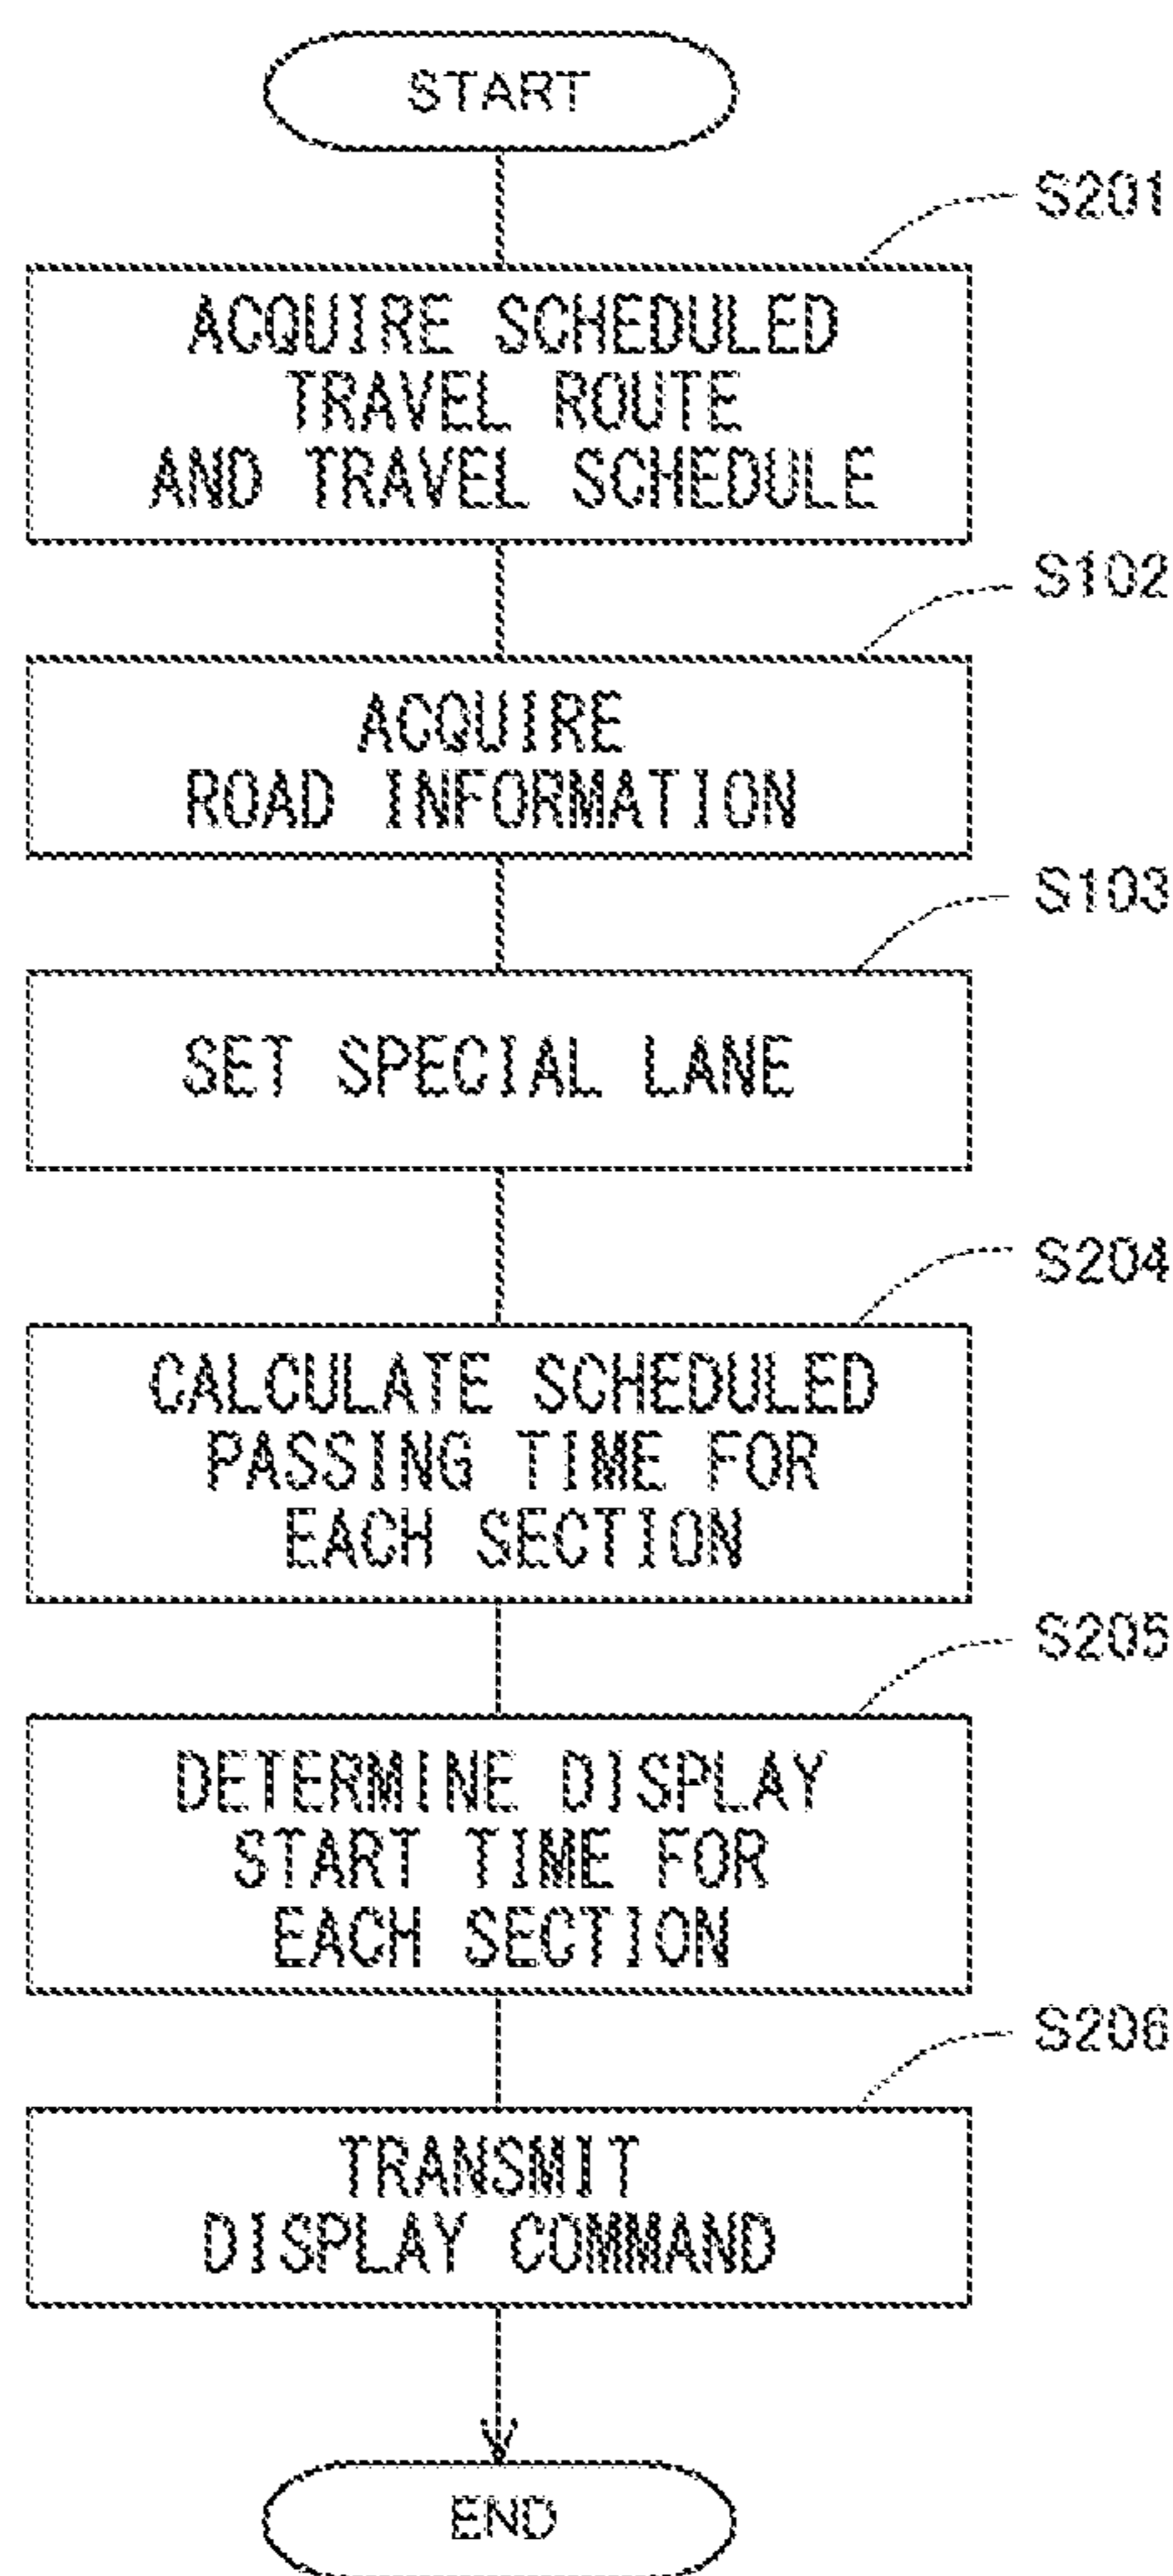 START
S201
ACQUIRE SCHEDULED
TRAVEL ROUTE
AND TRAVEL SCHEDULE
S102
ACQUIRE
ROAD INFORMATION
S103
SET SPECIAL LANE
S204
CALCULATE SCHEDULED
PASSING TIME FOR
EACH SECTION
S205
DETERMINE DISPLAY
START TIME FOR
EACH SECTION
S206
TRANSMIT
DISPLAY COMMAND
END